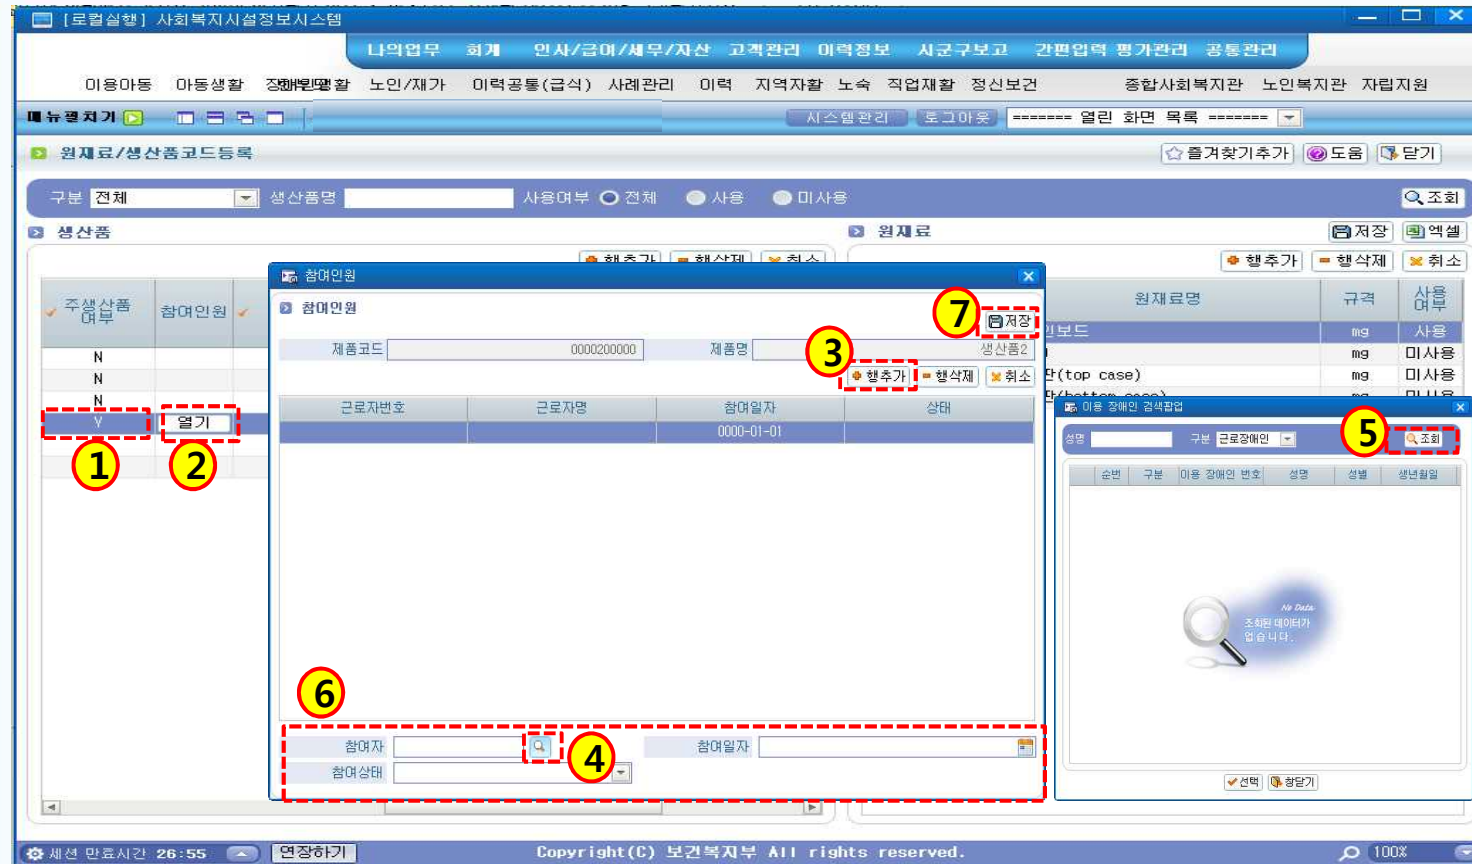 [로컬실행] 사회복지시설정보시스템
나의업무 회계 인사/급여/세무/자산 고객관리 이력정보 시군구보고 간편입력 평가관리 공통관리
이용아동 아동생활 노인/재가 이력공통(급식) 사례관리 이력 지역자활 노숙 직업재활 정신보건 종합사회복지관 노인복지관 자립지원
메뉴펼치기 시스템관리 로그아웃 ======= 열린 화면 목록 =======
원재료/생산품코드등록 즐겨찾기추가 도움 닫기
구분 전체 생산품명 사용여부 전체 사용 미사용 조회
생산품 원재료 저장 엑셀
행추가 행삭제 취소 행추가 행삭제 취소
주생산품여부 참여인원 원재료명 규격 사용여부
mg 사용
N mg 미사용
N (top case) mg 미사용
N (bottom case) mg 미사용
Y 열기
1 2
참여인원
참여인원
7 저장
제품코드 0000200000 제품명 생산품2
3 행추가 행삭제 취소
근로자번호 근로자명 참여일자 상태
0000-01-01
6
참여자 4 참여일자
참여상태
이용 장애인 검색팝업
성명 구분 근로장애인 5 조회
순번 구분 이용 장애인 번호 성명 성별 생년월일
No Data
조회된 데이터가
없습니다.
선택 창닫기
세션 만료시간 26:55 연장하기 Copyright(C) 보건복지부 All rights reserved. 100%